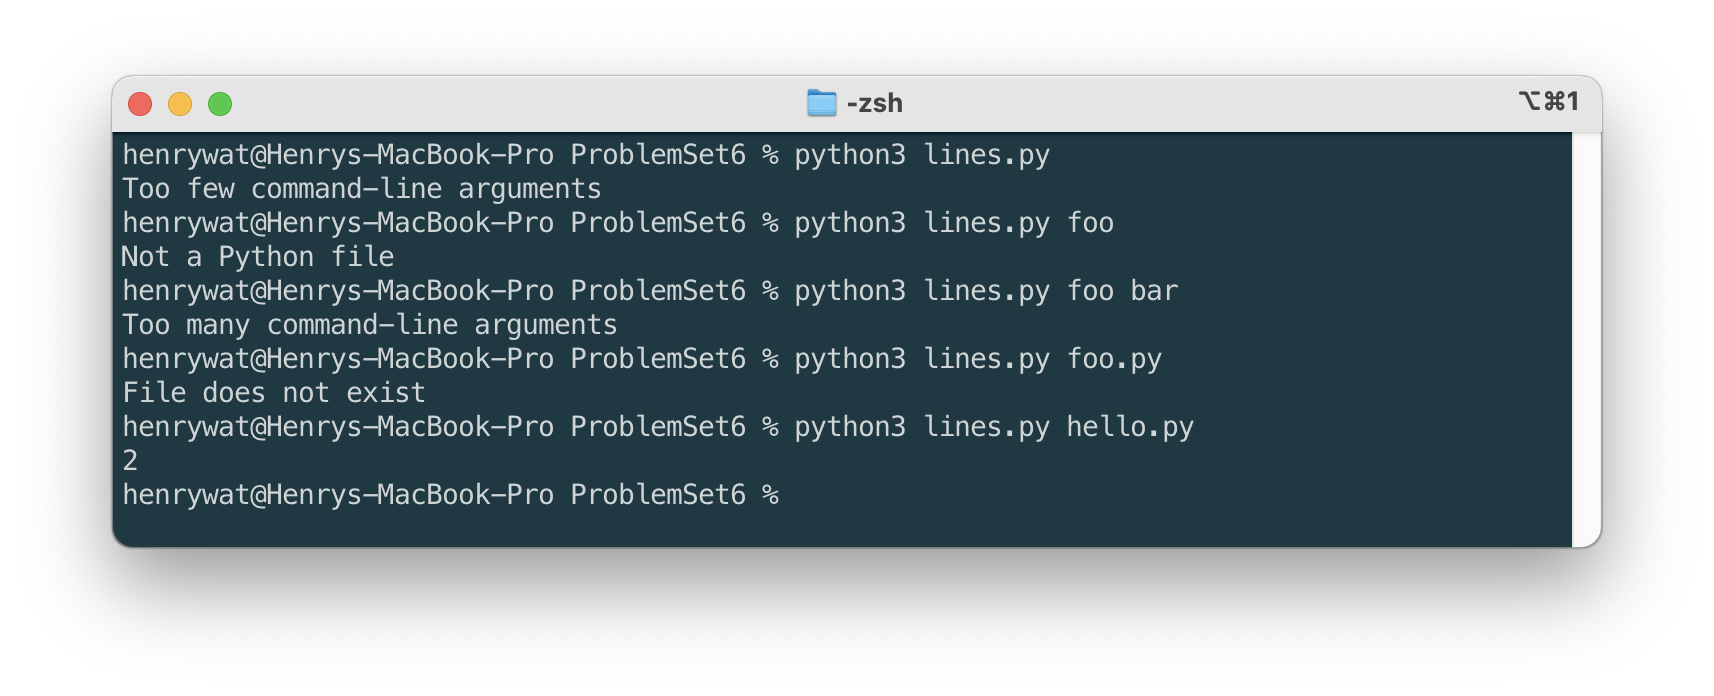 -zsh
⌥⌘1
henrywat@Henrys-MacBook-Pro ProblemSet6 % python3 lines.py
Too few command-line arguments
henrywat@Henrys-MacBook-Pro ProblemSet6 % python3 lines.py foo
Not a Python file
henrywat@Henrys-MacBook-Pro ProblemSet6 % python3 lines.py foo bar
Too many command-line arguments
henrywat@Henrys-MacBook-Pro ProblemSet6 % python3 lines.py foo.py
File does not exist
henrywat@Henrys-MacBook-Pro ProblemSet6 % python3 lines.py hello.py
2
henrywat@Henrys-MacBook-Pro ProblemSet6 %